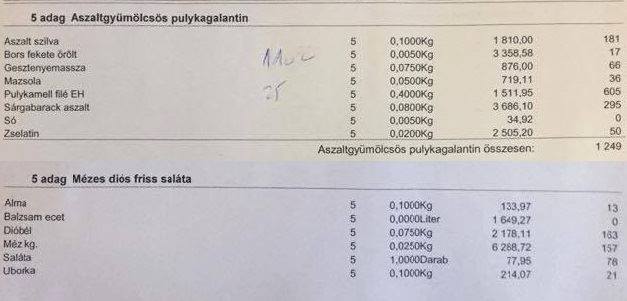 5 adag Aszaltgyümölcsös pulykagalantin
Aszalt szilva 5 0,1000Kg 1 810,00 181
Bors fekete őrölt 5 0,0050Kg 3 358,58 17
Gesztenyemassza 5 0,0750Kg 876,00 66
Mazsola 5 0,0500Kg 719,11 36
Pulykamell filé EH 5 0,4000Kg 1 511,95 605
Sárgabarack aszalt 5 0,0800Kg 3 686,10 295
Só 5 0,0050Kg 34,92 0
Zselatin 5 0,0200Kg 2 505,20 50
Aszaltgyümölcsös pulykagalantin összesen: 1 249
5 adag Mézes diós friss saláta
Alma 5 0,1000Kg 133,97 13
Balzsam ecet 5 0,0000Liter 1 649,27 0
Dióbél 5 0,0750Kg 2 178,11 163
Méz kg. 5 0,0250Kg 6 268,72 157
Saláta 5 1,0000Darab 77,95 78
Uborka 5 0,1000Kg 214,07 21